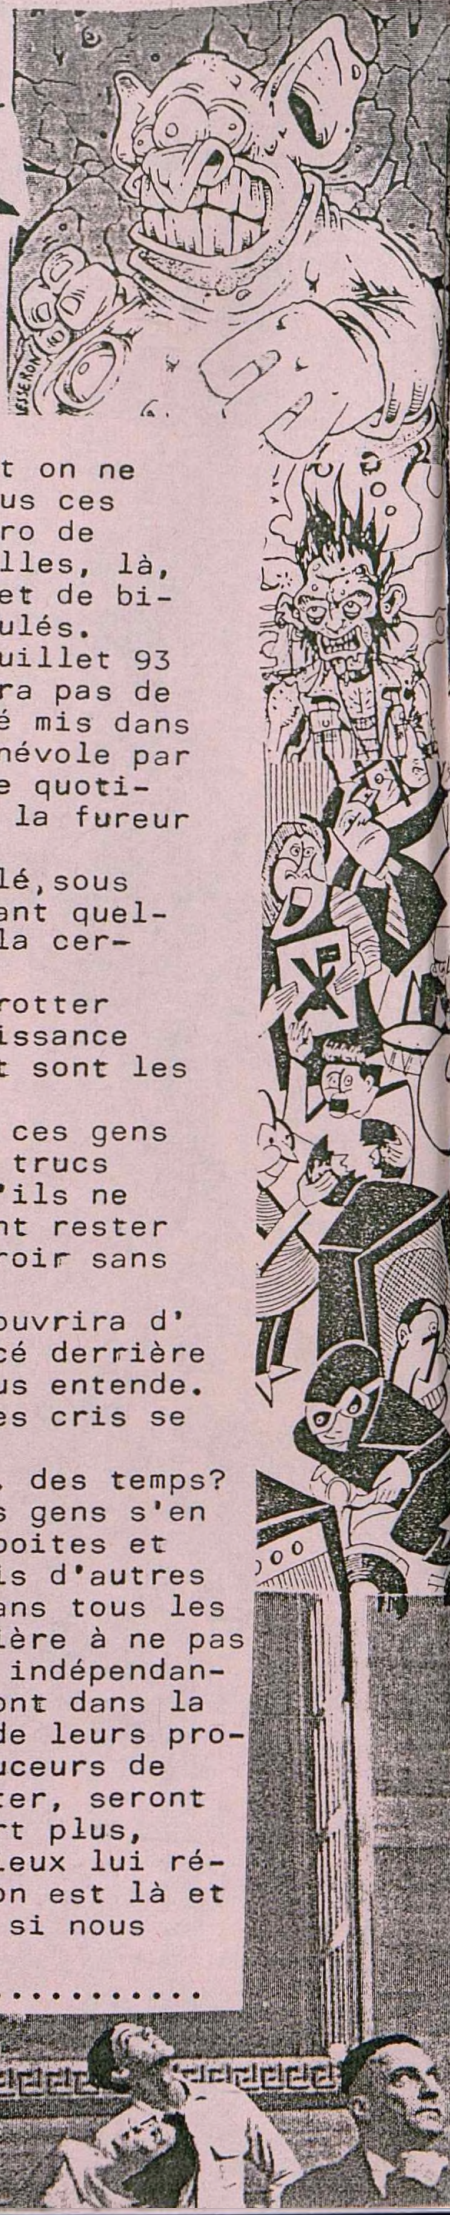 LESSERON
t on ne
us ces
ro de
lles, là,
et de bi-
ulés.
uillet 93
ra pas de
é mis dans
névole par
e quoti-
la fureur
lé,sous
ant quel-
la cer-
rotter
issance
t sont les
ces gens
trucs
'ils ne
nt rester
roir sans
ouvrira d'
cé derrière
us entende.
es cris se
. des temps?
s gens s'en
boites et
is d'autres
ans tous les
ière à ne pas
indépendan-
ont dans la
de leurs pro-
uceurs de
ter, seront
rt plus,
leux lui ré-
on est là et
si nous
...........